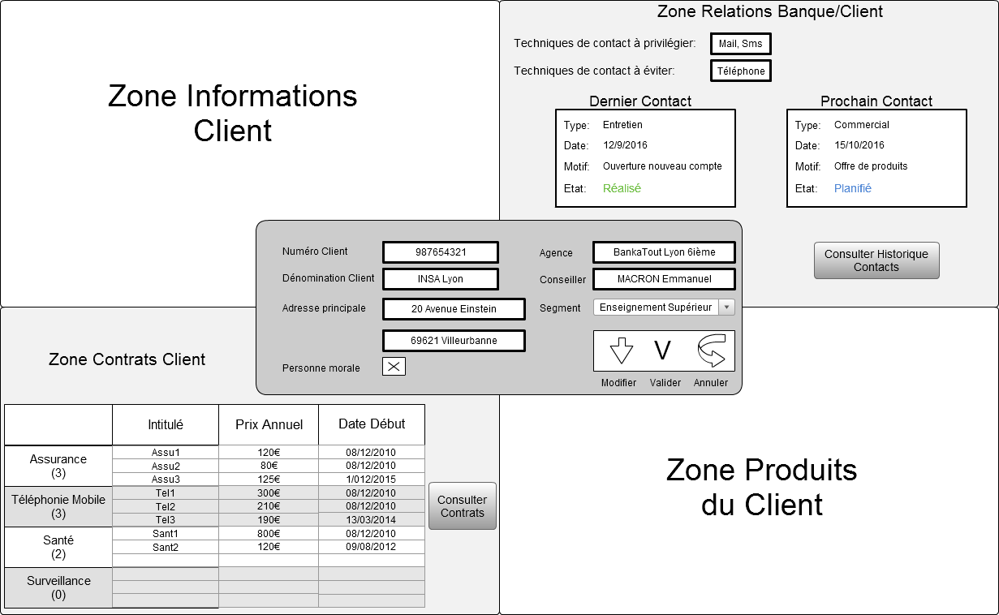 Zone Informations
Client
Zone Relations Banque/Client
Techniques de contact à privilégier: Mail, Sms
Techniques de contact à éviter: Téléphone
Dernier Contact
Type: Entretien
Date: 12/9/2016
Motif: Ouverture nouveau compte
Etat: Réalisé
Prochain Contact
Type: Commercial
Date: 15/10/2016
Motif: Offre de produits
Etat: Planifié
Consulter Historique
Contacts
Numéro Client 987654321
Dénomination Client INSA Lyon
Adresse principale 20 Avenue Einstein
69621 Villeurbanne
Personne morale
Agence BankaTout Lyon 6ième
Conseiller MACRON Emmanuel
Segment Enseignement Supérieur
V
Modifier Valider Annuler
Zone Contrats Client
Intitulé Prix Annuel Date Début
Assurance
(3)
Assu1 120€ 08/12/2010
Assu2 80€ 08/12/2010
Assu3 125€ 1/012/2015
Téléphonie Mobile
(3)
Tel1 300€ 08/12/2010
Tel2 210€ 08/12/2010
Tel3 190€ 13/03/2014
Santé
(2)
Sant1 800€ 08/12/2010
Sant2 120€ 09/08/2012
Surveillance
(0)
Consulter
Contrats
Zone Produits
du Client